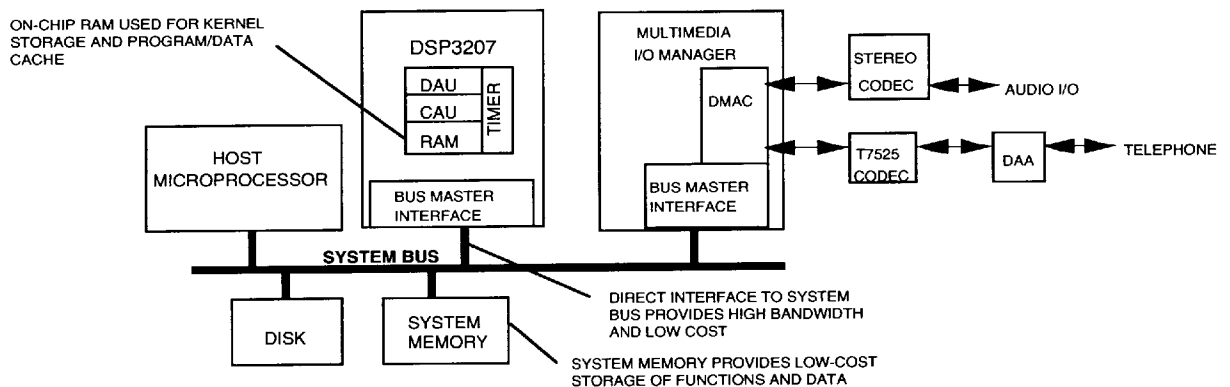 ON-CHIP RAM USED FOR KERNEL
STORAGE AND PROGRAM/DATA
CACHE
DSP3207
DAU
CAU
RAM
TIMER
BUS MASTER
INTERFACE
MULTIMEDIA
I/O MANAGER
DMAC
BUS MASTER
INTERFACE
STEREO
CODEC
AUDIO I/O
T7525
CODEC
DAA
TELEPHONE
HOST
MICROPROCESSOR
SYSTEM BUS
DISK
SYSTEM
MEMORY
DIRECT INTERFACE TO SYSTEM
BUS PROVIDES HIGH BANDWIDTH
AND LOW COST
SYSTEM MEMORY PROVIDES LOW-COST
STORAGE OF FUNCTIONS AND DATA